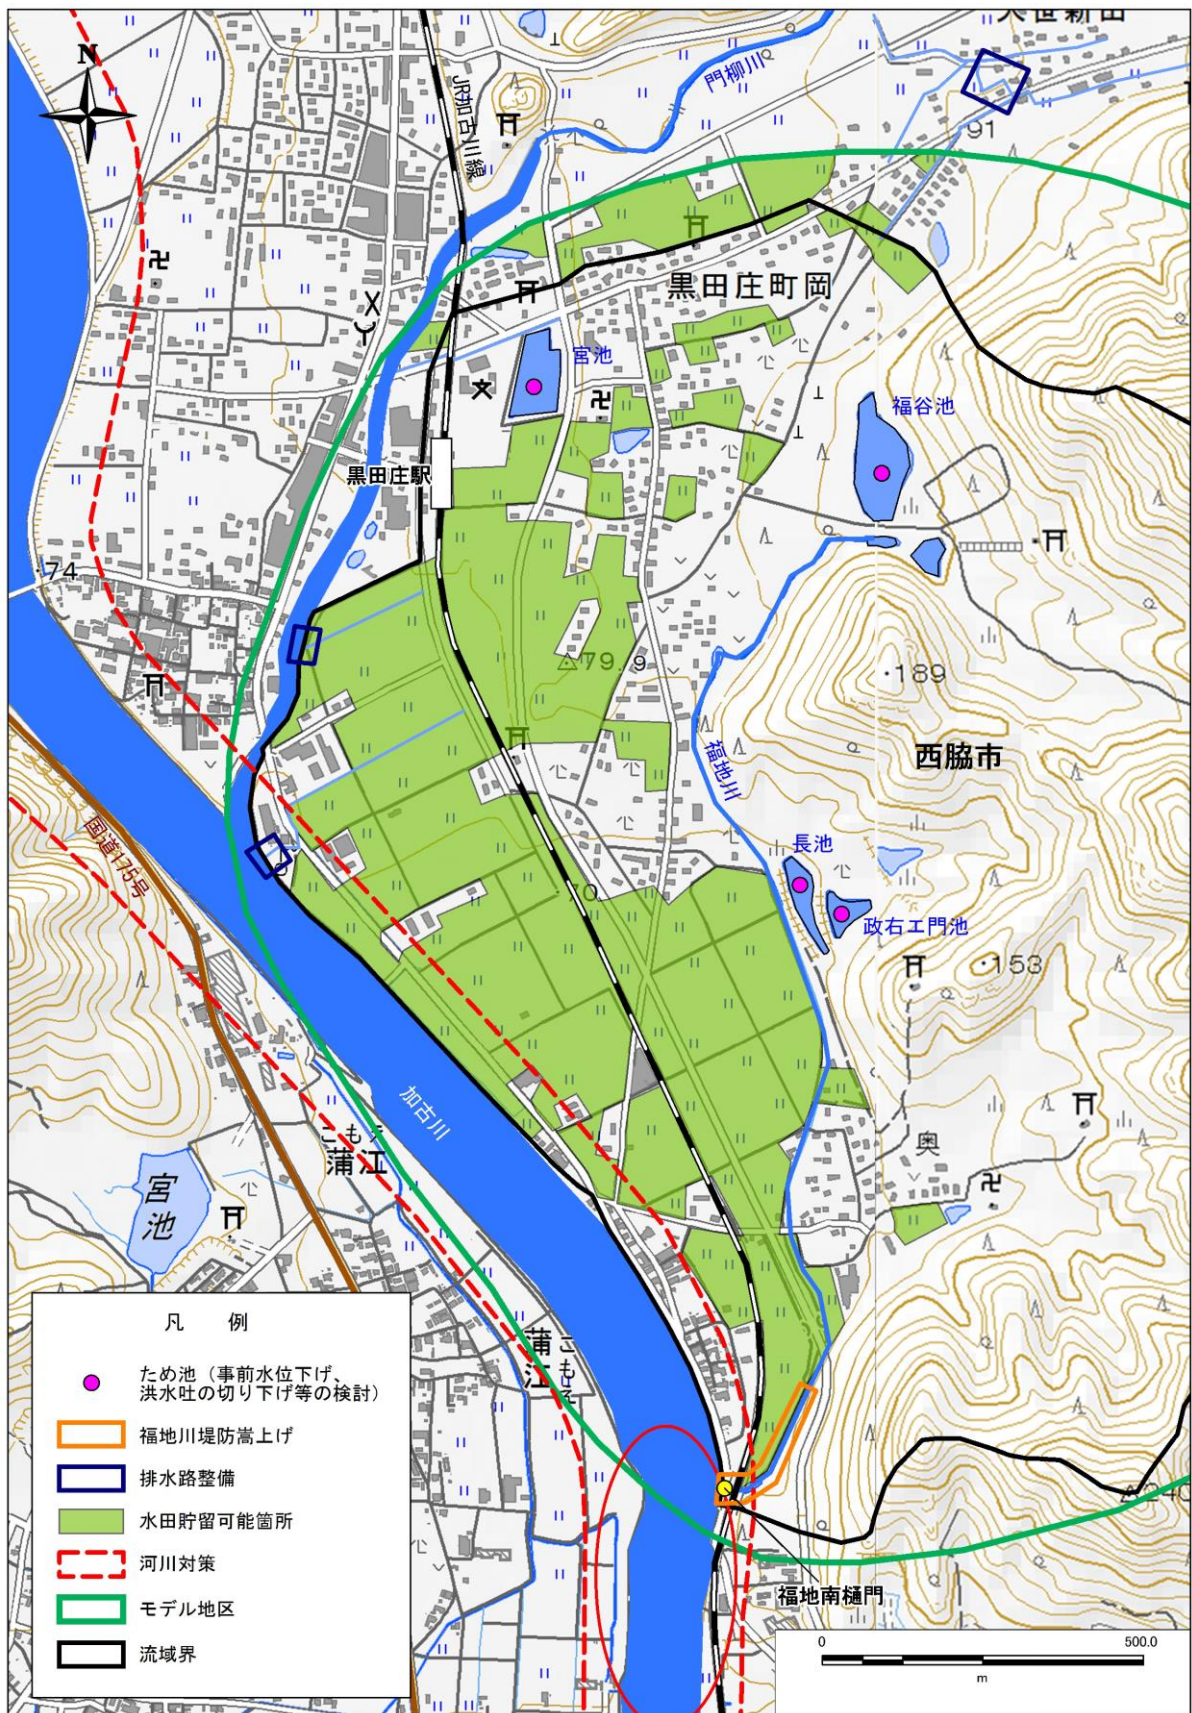 N
JR加古川線
門柳川
91
黒田庄町岡
宮池
福谷池
黒田庄駅
74
79.9
189
福地川
西脇市
国道175号
長池
70
政右エ門池
153
加古川
こもえ
蒲江
奥
宮池
蒲江
こもえ
240
福地南樋門
凡 例
ため池（事前水位下げ、
洪水吐の切り下げ等の検討）
福地川堤防嵩上げ
排水路整備
水田貯留可能箇所
河川対策
モデル地区
流域界
0 500.0
m